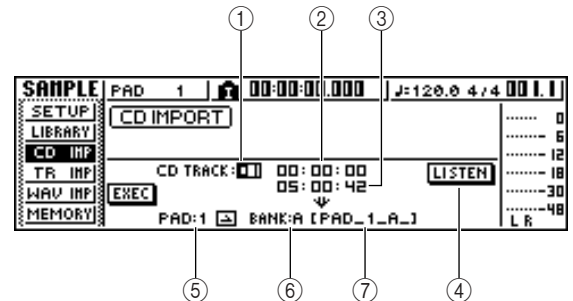 ① ② ③
SAMPLE PAD 1 00:00:00.000 ♩=120.0 4/4 001.1
SETUP
CD IMPORT
LIBRARY
CD IMP
TR IMP
WAV IMP
MEMORY
CD TRACK:01 00:00:00
05:00:42
LISTEN
EXEC
PAD:1 BANK:A [PAD_1_A_]
0
6
12
18
30
48
L R
⑤ ⑥ ⑦ ④